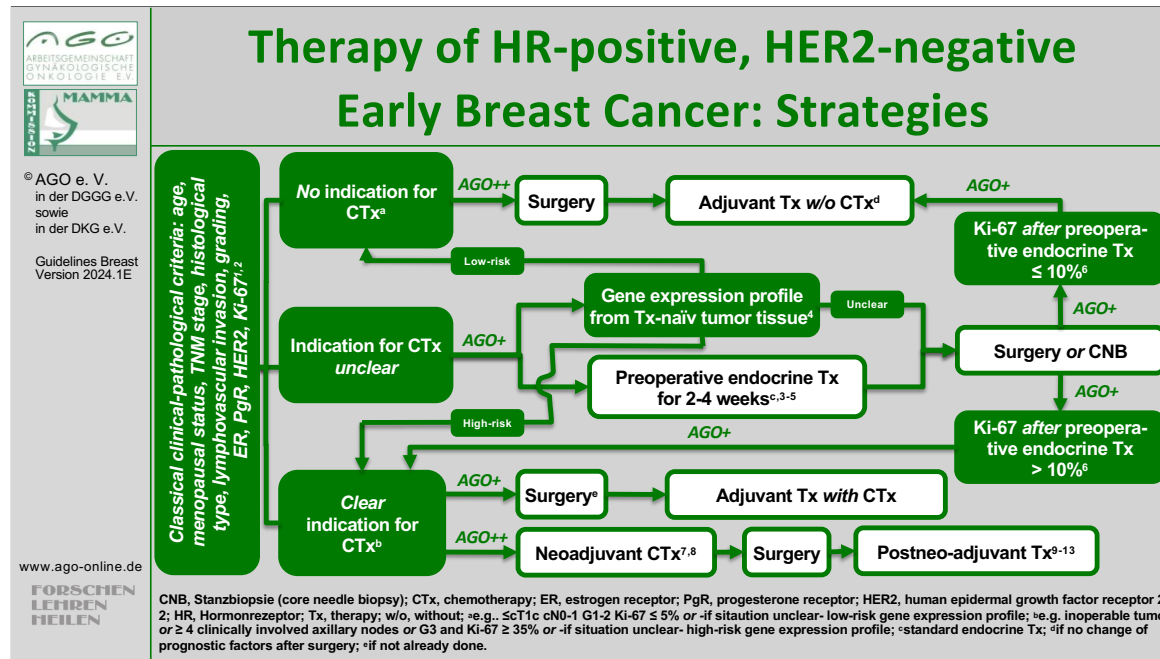 AGO
ARBEITSGEMEINSCHAFT
GYNÄKOLOGISCHE
ONKOLOGIE E.V.
KOMMISSION
MAMMA
© AGO e. V.
in der DGGG e.V.
sowie
in der DKG e.V.
Guidelines Breast
Version 2024.1E
www.ago-online.de
FORSCHEN
LEHREN
HEILEN
Therapy of HR-positive, HER2-negative
Early Breast Cancer: Strategies
Classical clinical-pathological criteria: age,
menopausal status, TNM stage, histological
type, lymphovascular invasion, grading,
ER, PgR, HER2, Ki-67¹,²
No indication for
CTxᵃ
AGO++
Surgery
Adjuvant Tx w/o CTxᵈ
AGO+
Ki-67 after preopera-
tive endocrine Tx
≤ 10%⁶
Low-risk
Gene expression profile
from Tx-naïv tumor tissue⁴
Unclear
AGO+
Indication for CTx
unclear
AGO+
Surgery or CNB
Preoperative endocrine Tx
for 2-4 weeksᶜ,³⁻⁵
AGO+
High-risk
AGO+
Ki-67 after preopera-
tive endocrine Tx
> 10%⁶
Clear
indication for
CTxᵇ
AGO+
Surgeryᵉ
Adjuvant Tx with CTx
AGO++
Neoadjuvant CTx⁷,⁸
Surgery
Postneo-adjuvant Tx⁹⁻¹³
CNB, Stanzbiopsie (core needle biopsy); CTx, chemotherapy; ER, estrogen receptor; PgR, progesterone receptor; HER2, human epidermal growth factor receptor 2
2; HR, Hormonrezeptor; Tx, therapy; w/o, without; ᵃe.g.. ≤cT1c cN0-1 G1-2 Ki-67 ≤ 5% or -if sitaution unclear- low-risk gene expression profile; ᵇe.g. inoperable tumo
or ≥ 4 clinically involved axillary nodes or G3 and Ki-67 ≥ 35% or -if situation unclear- high-risk gene expression profile; ᶜstandard endocrine Tx; ᵈif no change of
prognostic factors after surgery; ᵉif not already done.